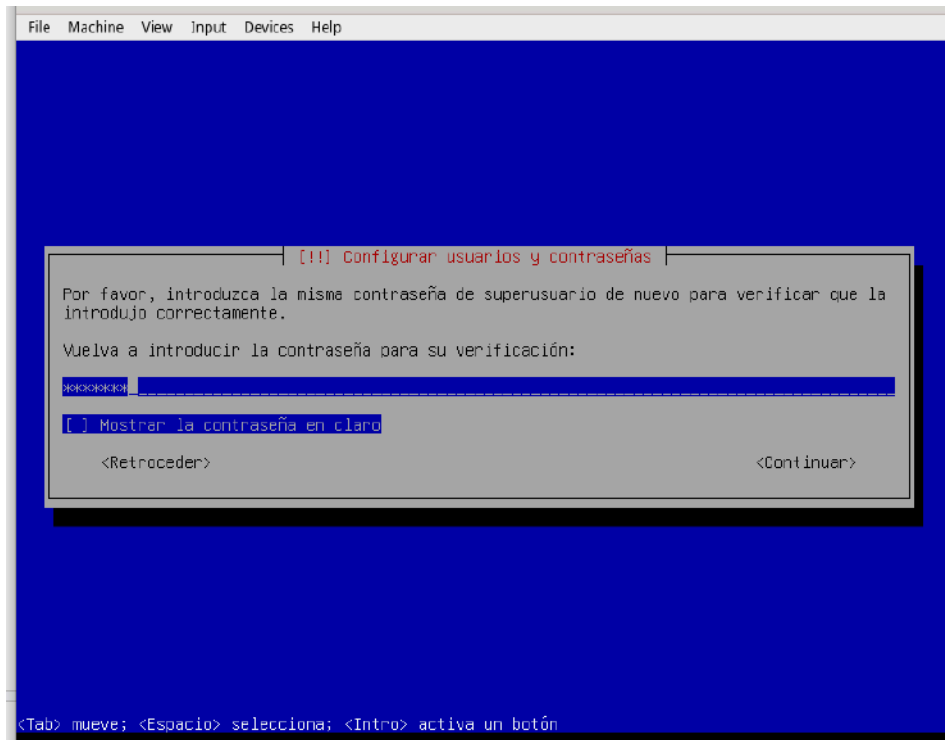 File Machine View Input Devices Help
[!!] Configurar usuarios y contraseñas
Por favor, introduzca la misma contraseña de superusuario de nuevo para verificar que la
introdujo correctamente.
Vuelva a introducir la contraseña para su verificación:
*******
[ ] Mostrar la contraseña en claro
<Retroceder> <Continuar>
<Tab> mueve; <Espacio> selecciona; <Intro> activa un botón